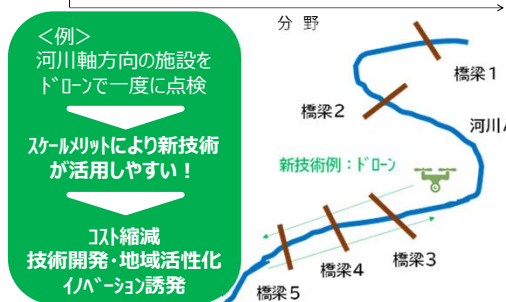 分 野
<例>
河川軸方向の施設を
ﾄﾞﾛｰﾝで一度に点検
ｽｹｰﾙﾒﾘｯﾄにより新技術
が活用しやすい！
ｺｽﾄ縮減
技術開発・地域活性化
ｲﾉﾍﾞｰｼｮﾝ誘発
橋梁１
橋梁２
河川
新技術例：ﾄﾞﾛｰﾝ
橋梁３
橋梁４
橋梁５